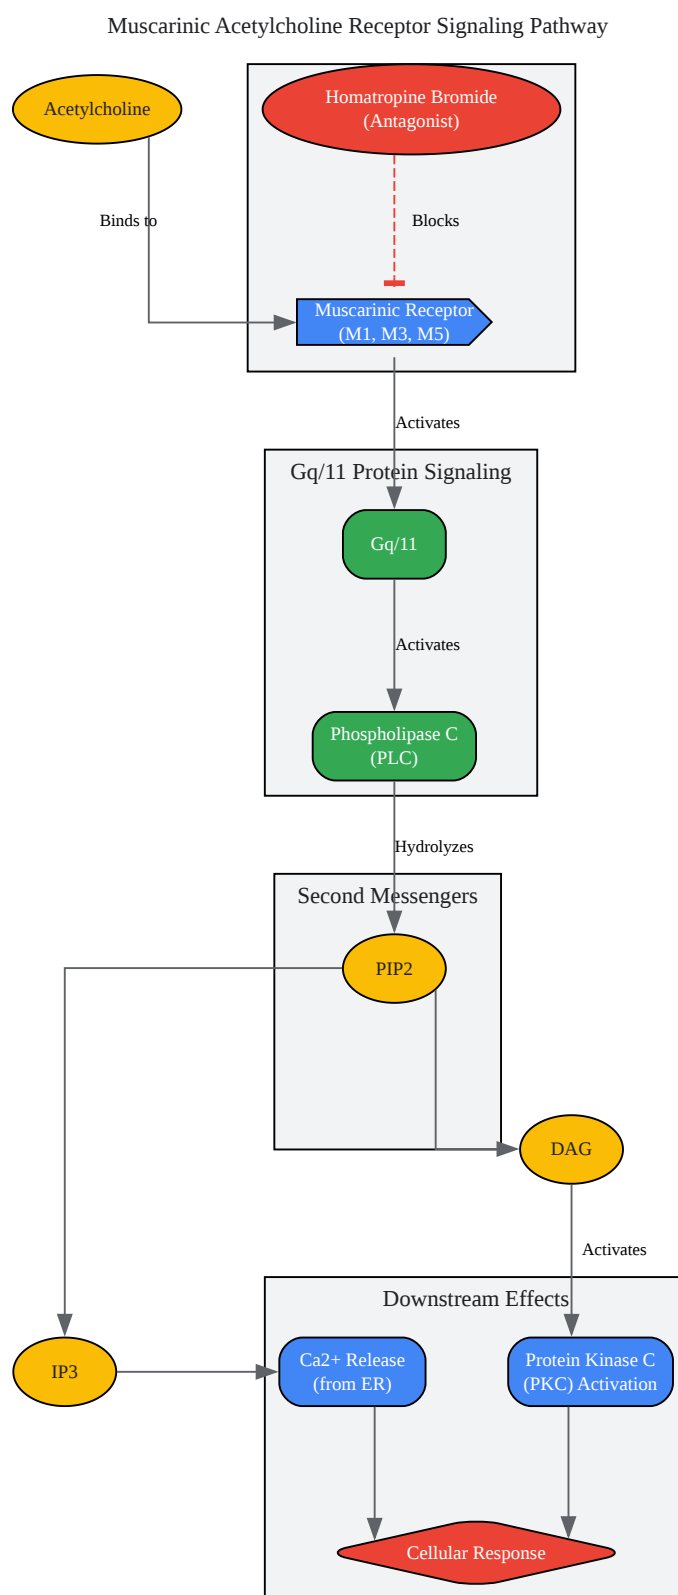 Muscarinic Acetylcholine Receptor Signaling Pathway
Acetylcholine
Homatropine Bromide
(Antagonist)
Binds to
Blocks
Muscarinic Receptor
(M1, M3, M5)
Activates
Gq/11 Protein Signaling
Gq/11
Activates
Phospholipase C
(PLC)
Hydrolyzes
Second Messengers
PIP2
DAG
Activates
Downstream Effects
IP3
Ca2+ Release
(from ER)
Protein Kinase C
(PKC) Activation
Cellular Response